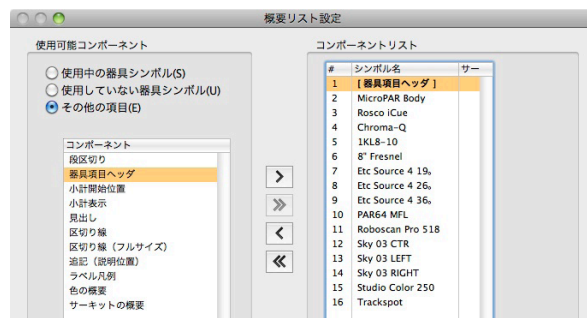 概要リスト設定
使用可能コンポーネント
使用中の器具シンボル(S)
使用していない器具シンボル(U)
その他の項目(E)
コンポーネント
段区切り
器具項目ヘッダ
小計開始位置
小計表示
見出し
区切り線
区切り線（フルサイズ）
追記（説明位置）
ラベル凡例
色の概要
サーキットの概要
コンポーネントリスト
# シンボル名 サー
1 [ 器具項目ヘッダ ]
2 MicroPAR Body
3 Rosco iCue
4 Chroma-Q
5 1KL8-10
6 8" Fresnel
7 Etc Source 4 19｡
8 Etc Source 4 26｡
9 Etc Source 4 36｡
10 PAR64 MFL
11 Roboscan Pro 518
12 Sky 03 CTR
13 Sky 03 LEFT
14 Sky 03 RIGHT
15 Studio Color 250
16 Trackspot